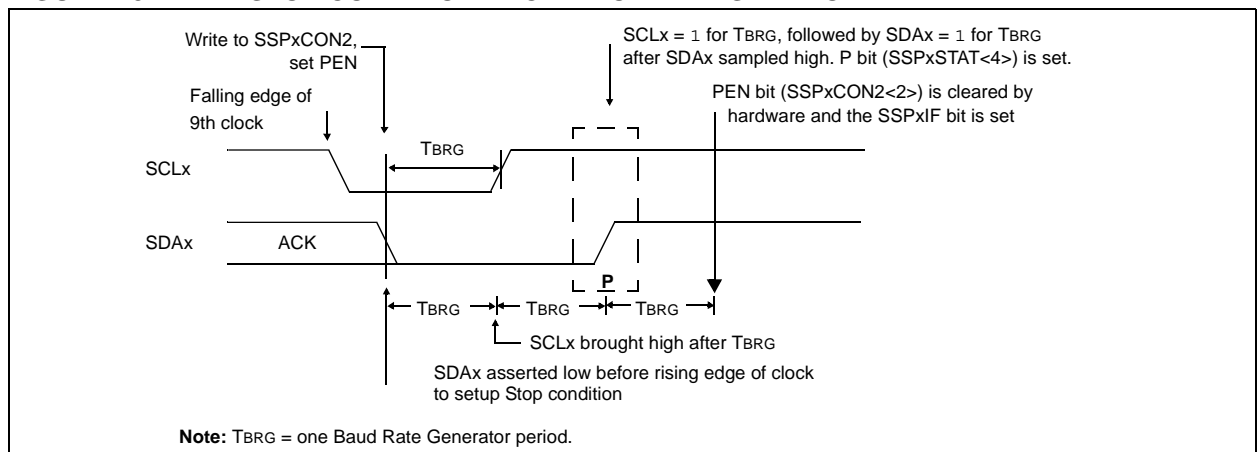 Write to SSPxCON2,
set PEN
SCLx = 1 for TBRG, followed by SDAx = 1 for TBRG
after SDAx sampled high. P bit (SSPxSTAT<4>) is set.
Falling edge of
9th clock
PEN bit (SSPxCON2<2>) is cleared by
hardware and the SSPxIF bit is set
TBRG
SCLx
SDAx
ACK
P
TBRG
TBRG
TBRG
SCLx brought high after TBRG
SDAx asserted low before rising edge of clock
to setup Stop condition
Note: TBRG = one Baud Rate Generator period.